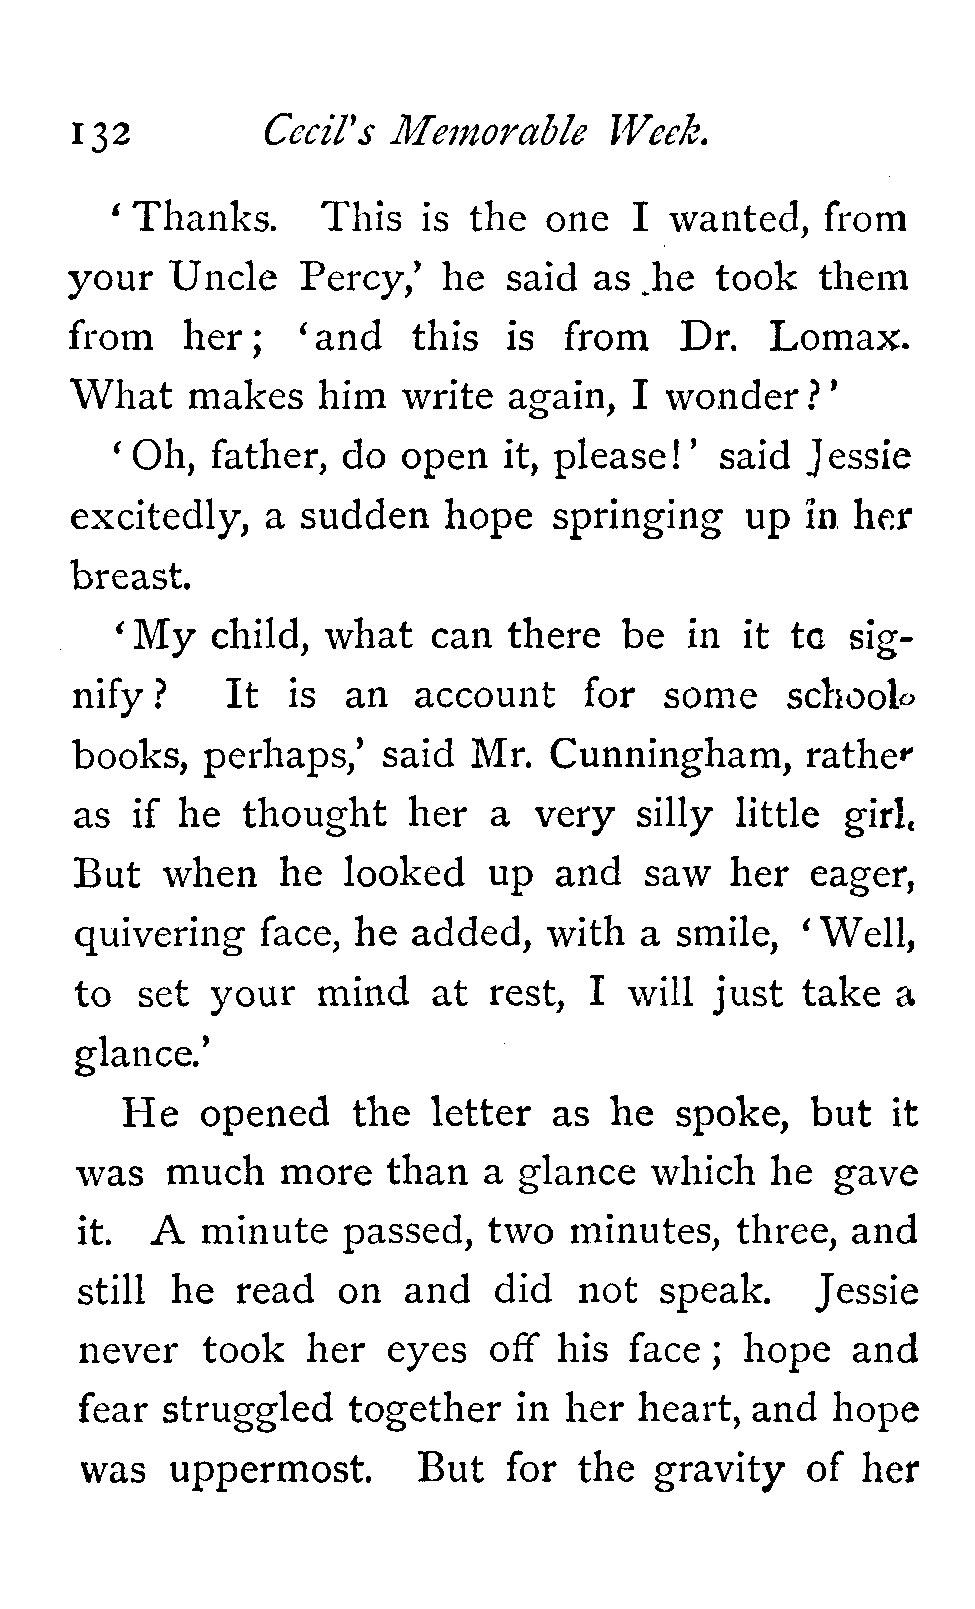 132 Cecil's Memorable Week.
‘Thanks. This is the one I wanted, from
your Uncle Percy,’ he said as he took them
from her; ‘and this is from Dr. Lomax.
What makes him write again, I wonder?’
‘Oh, father, do open it, please!’ said Jessie
excitedly, a sudden hope springing up in her
breast.
‘My child, what can there be in it to sig-
nify? It is an account for some school-
books, perhaps,’ said Mr. Cunningham, rather
as if he thought her a very silly little girl.
But when he looked up and saw her eager,
quivering face, he added, with a smile, ‘Well,
to set your mind at rest, I will just take a
glance.’
He opened the letter as he spoke, but it
was much more than a glance which he gave
it. A minute passed, two minutes, three, and
still he read on and did not speak. Jessie
never took her eyes off his face; hope and
fear struggled together in her heart, and hope
was uppermost. But for the gravity of her